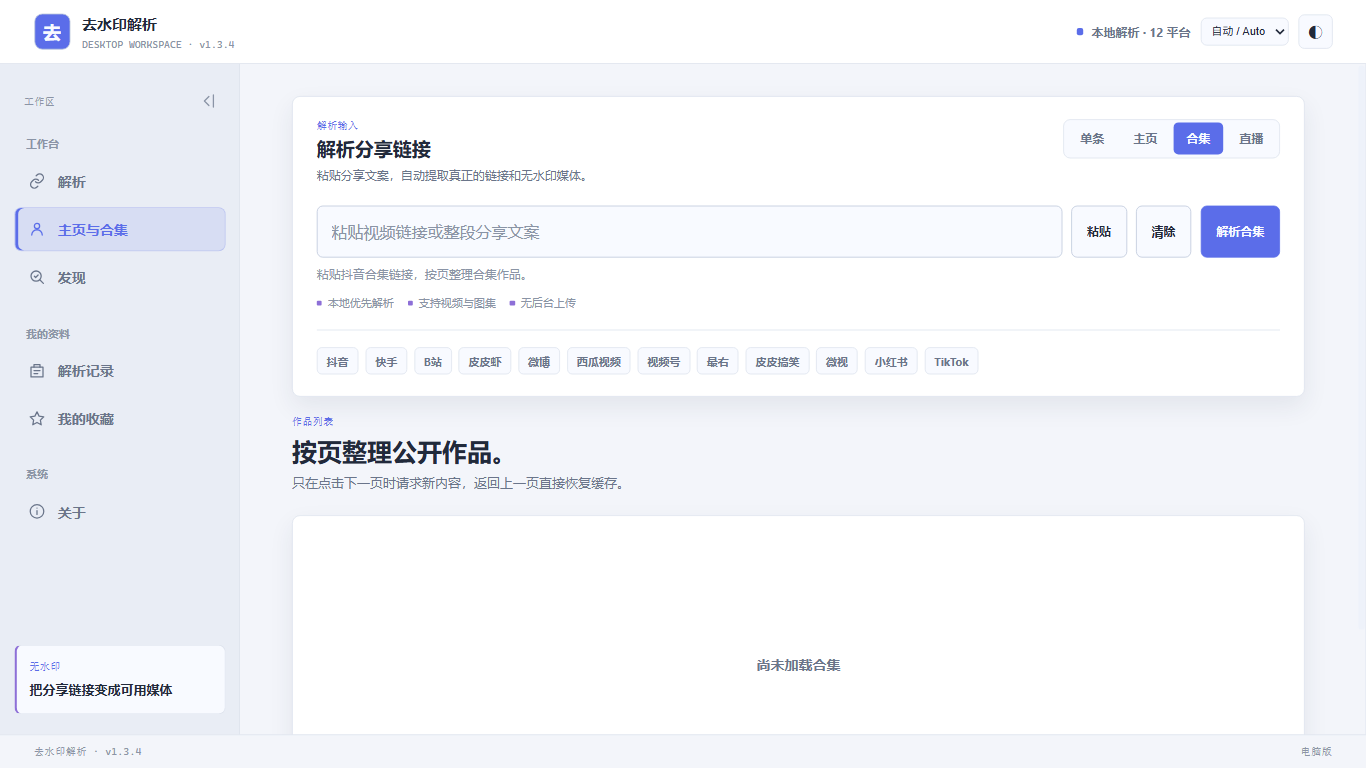 去
去水印解析
DESKTOP WORKSPACE · v1.3.4
本地解析 · 12 平台
自动 / Auto
工作区
工作台
解析
主页与合集
发现
我的资料
解析记录
我的收藏
系统
关于
无水印
把分享链接变成可用媒体
解析输入
解析分享链接
粘贴分享文案，自动提取真正的链接和无水印媒体。
单条 主页 合集 直播
粘贴视频链接或整段分享文案
粘贴 清除 解析合集
粘贴抖音合集链接，按页整理合集作品。
本地优先解析 支持视频与图集 无后台上传
抖音 快手 B站 皮皮虾 微博 西瓜视频 视频号 最右 皮皮搞笑 微视 小红书 TikTok
作品列表
按页整理公开作品。
只在点击下一页时请求新内容，返回上一页直接恢复缓存。
尚未加载合集
去水印解析 · v1.3.4
电脑版